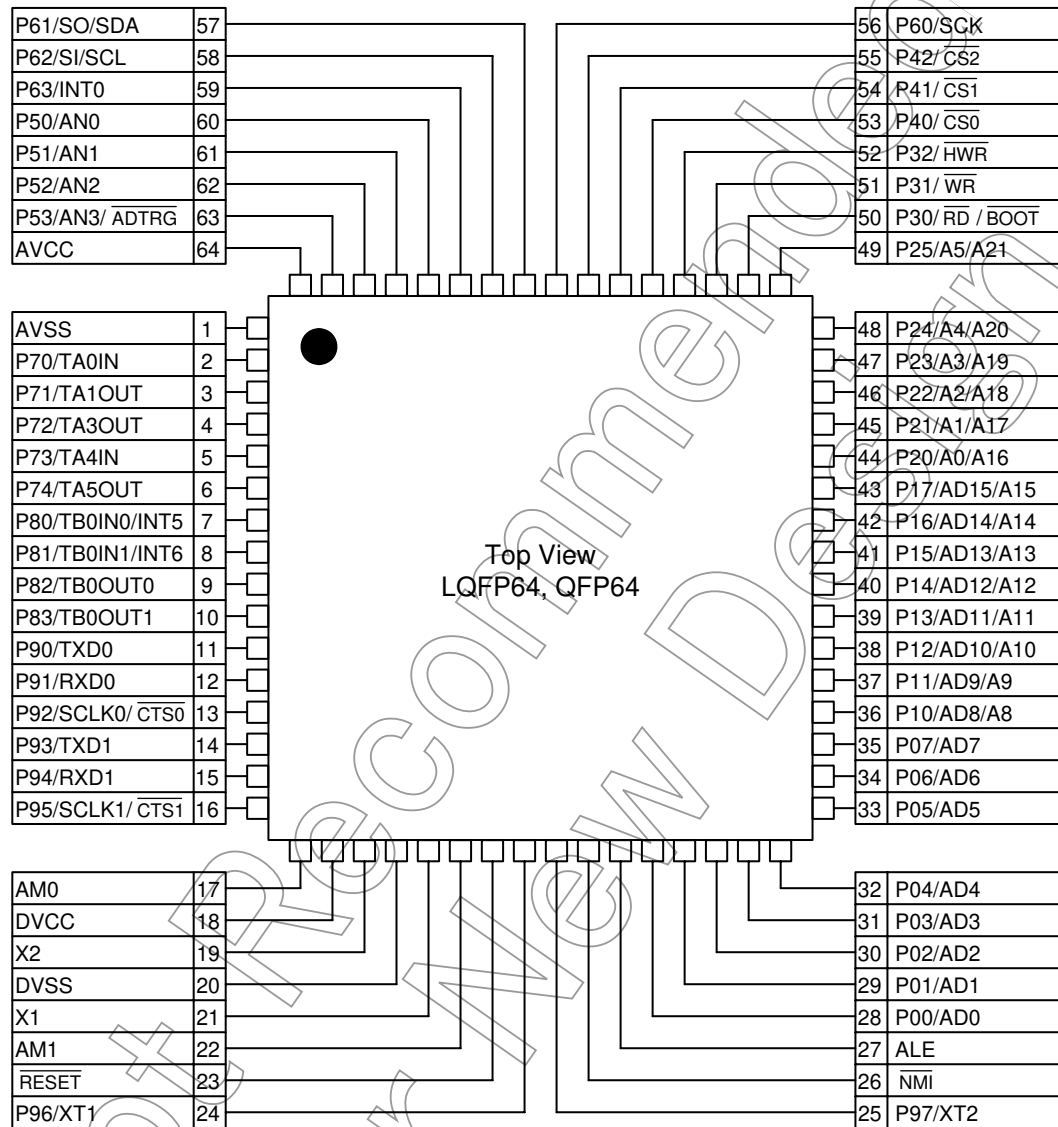 P61/SO/SDA 57
P62/SI/SCL 58
P63/INT0 59
P50/AN0 60
P51/AN1 61
P52/AN2 62
P53/AN3/ ADTRG 63
AVCC 64
56 P60/SCK
55 P42/ CS2
54 P41/ CS1
53 P40/ CS0
52 P32/ HWR
51 P31/ WR
50 P30/ RD / BOOT
49 P25/A5/A21
AVSS 1
P70/TA0IN 2
P71/TA1OUT 3
P72/TA3OUT 4
P73/TA4IN 5
P74/TA5OUT 6
P80/TB0IN0/INT5 7
P81/TB0IN1/INT6 8
P82/TB0OUT0 9
P83/TB0OUT1 10
P90/TXD0 11
P91/RXD0 12
P92/SCLK0/ CTS0 13
P93/TXD1 14
P94/RXD1 15
P95/SCLK1/ CTS1 16
Top View
LQFP64, QFP64
48 P24/A4/A20
47 P23/A3/A19
46 P22/A2/A18
45 P21/A1/A17
44 P20/A0/A16
43 P17/AD15/A15
42 P16/AD14/A14
41 P15/AD13/A13
40 P14/AD12/A12
39 P13/AD11/A11
38 P12/AD10/A10
37 P11/AD9/A9
36 P10/AD8/A8
35 P07/AD7
34 P06/AD6
33 P05/AD5
AM0 17
DVCC 18
X2 19
DVSS 20
X1 21
AM1 22
RESET 23
P96/XT1 24
32 P04/AD4
31 P03/AD3
30 P02/AD2
29 P01/AD1
28 P00/AD0
27 ALE
26 NMI
25 P97/XT2
Recommended
New Design